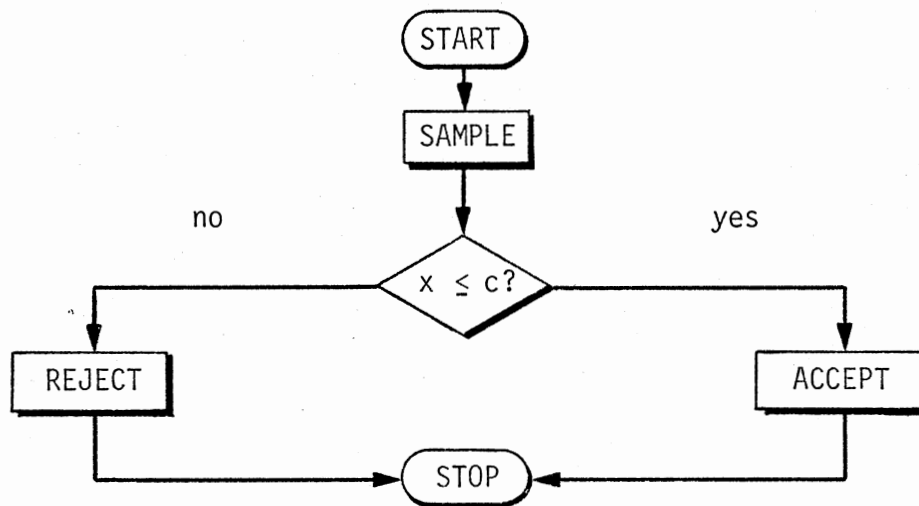 START
SAMPLE
no
yes
x ≤ c?
REJECT
ACCEPT
STOP